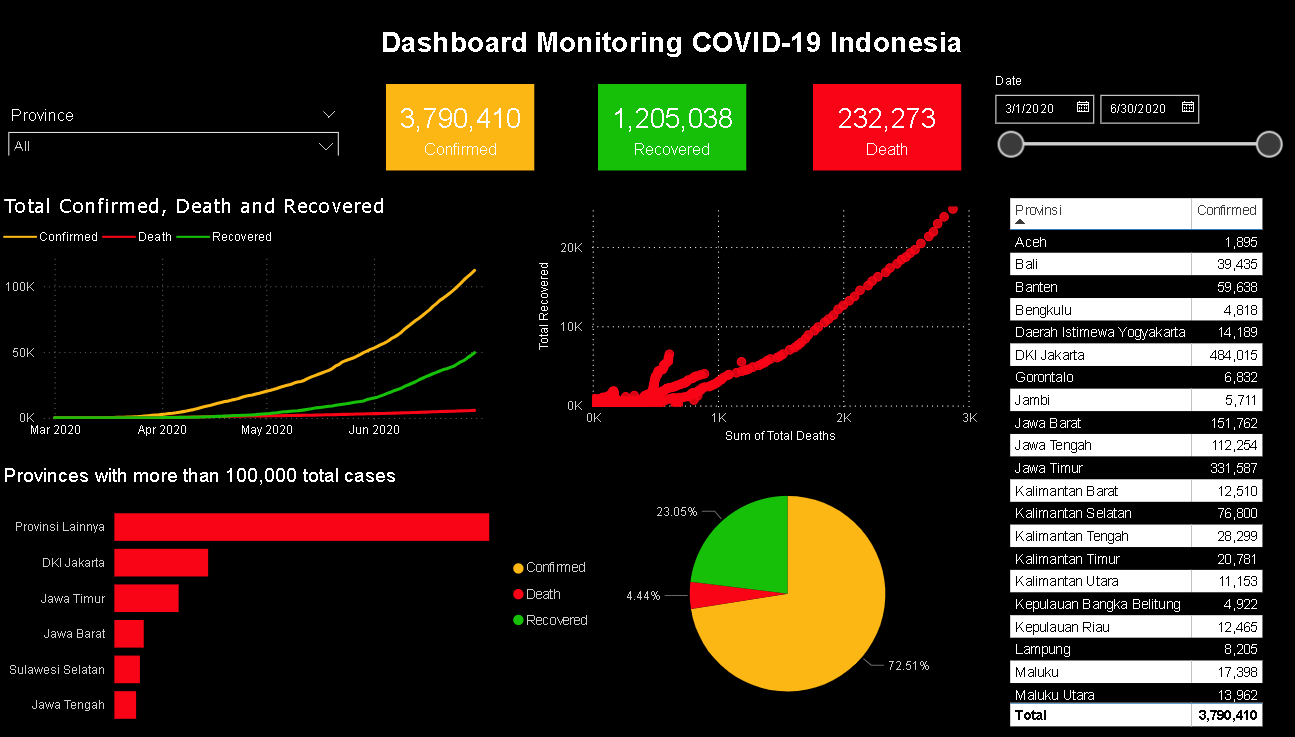 Dashboard Monitoring COVID-19 Indonesia
Province
All
3,790,410
Confirmed
1,205,038
Recovered
232,273
Death
Date
3/1/2020
6/30/2020
Total Confirmed, Death and Recovered
Confirmed Death Recovered
100K
50K
0K
Mar 2020 Apr 2020 May 2020 Jun 2020
Total Recovered
20K
10K
0K
0K 1K 2K 3K
Sum of Total Deaths
Provinces with more than 100,000 total cases
Provinsi Lainnya
DKI Jakarta
Jawa Timur
Jawa Barat
Sulawesi Selatan
Jawa Tengah
Confirmed
Death
Recovered
23.05%
4.44%
72.51%
Provinsi Confirmed
Aceh 1,895
Bali 39,435
Banten 59,638
Bengkulu 4,818
Daerah Istimewa Yogyakarta 14,189
DKI Jakarta 484,015
Gorontalo 6,832
Jambi 5,711
Jawa Barat 151,762
Jawa Tengah 112,254
Jawa Timur 331,587
Kalimantan Barat 12,510
Kalimantan Selatan 76,800
Kalimantan Tengah 28,299
Kalimantan Timur 20,781
Kalimantan Utara 11,153
Kepulauan Bangka Belitung 4,922
Kepulauan Riau 12,465
Lampung 8,205
Maluku 17,398
Maluku Utara 13,962
Total 3,790,410